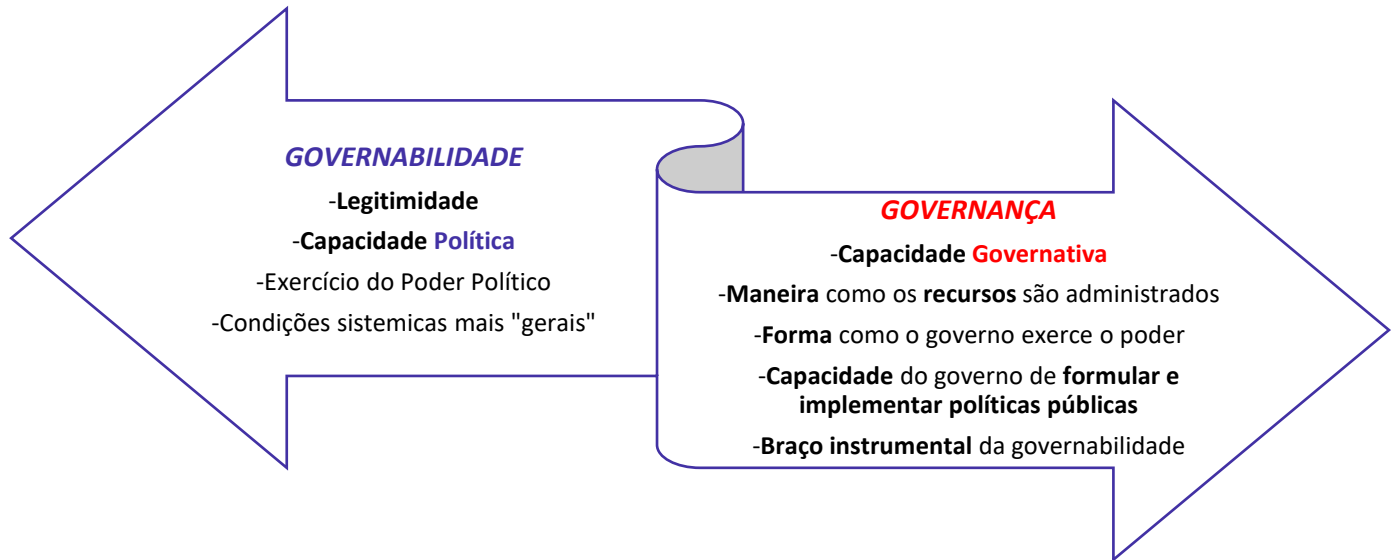 GOVERNABILIDADE
-Legitimidade
-Capacidade Política
-Exercício do Poder Político
-Condições sistemicas mais "gerais"
GOVERNANÇA
-Capacidade Governativa
-Maneira como os recursos são administrados
-Forma como o governo exerce o poder
-Capacidade do governo de formular e
implementar políticas públicas
-Braço instrumental da governabilidade